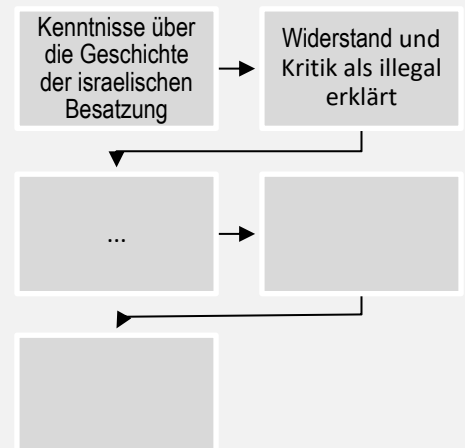 Kenntnisse über
die Geschichte
der israelischen
Besatzung
Widerstand und
Kritik als illegal
erklärt
...